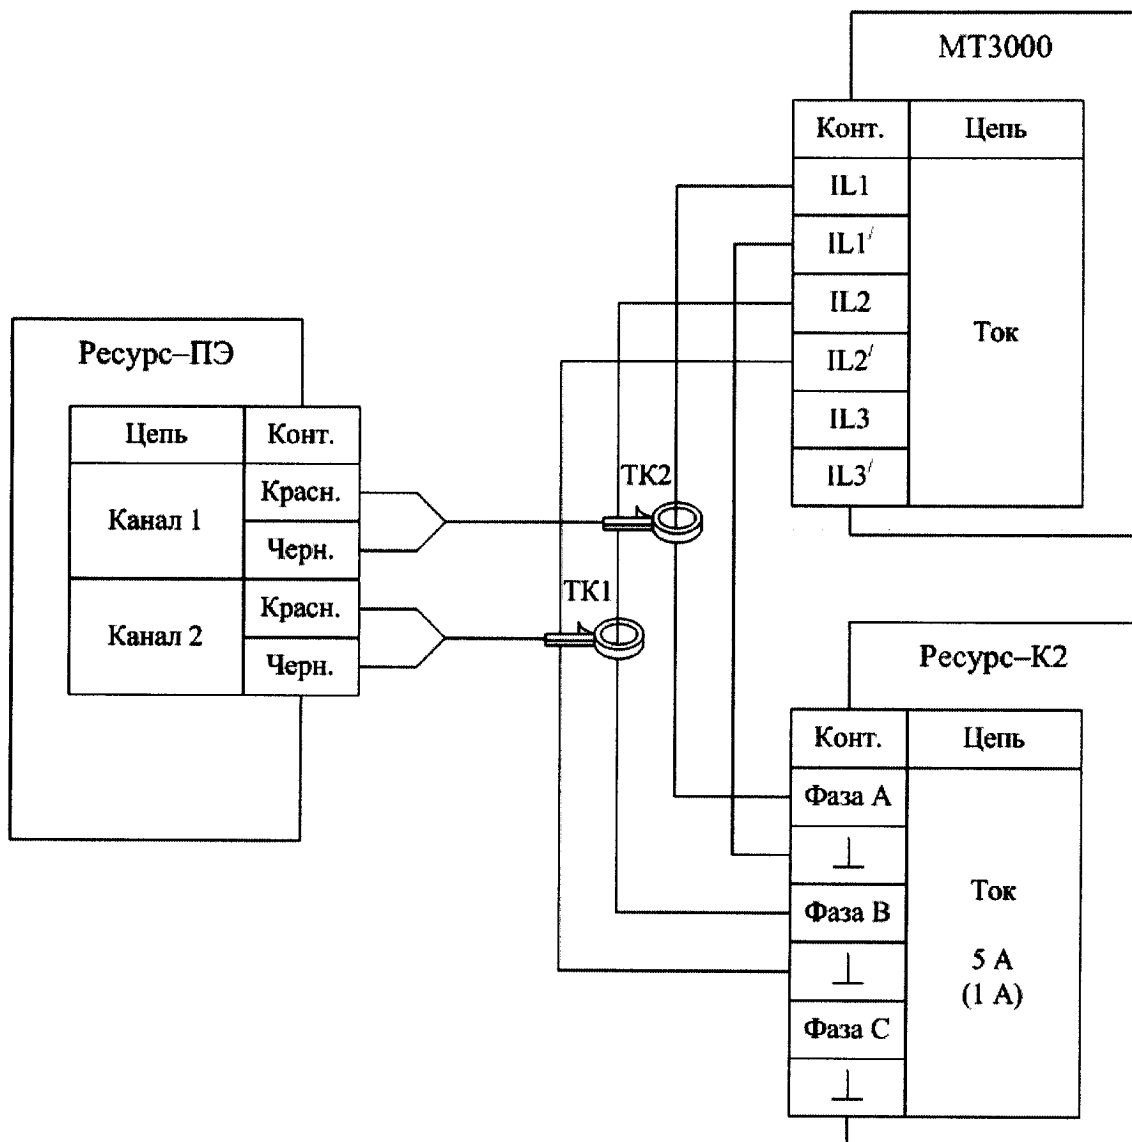 МТ3000
Конт. Цепь
IL1
IL1/
IL2
IL2/
IL3
IL3/
Ток
Ресурс–ПЭ
Цепь Конт.
Канал 1
Красн.
Черн.
Канал 2
Красн.
Черн.
ТК2
ТК1
Ресурс–К2
Конт. Цепь
Фаза А
⊥
Фаза В
⊥
Фаза С
⊥
Ток
5 А
(1 А)